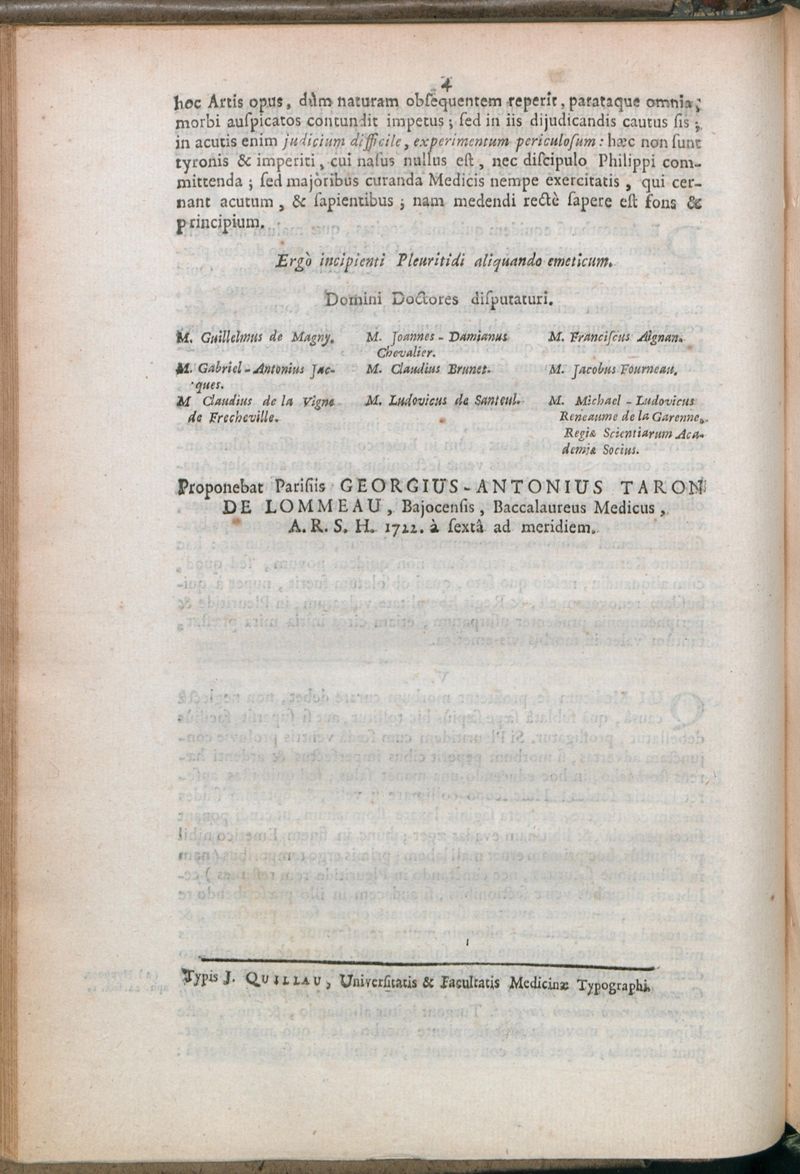 4
hoc Artis opus, dùm naturam obſequentem reperit, parataque omnia,
morbi auſpicatos contundit impetus ; ſed in iis dijudicandis cautus ſis ;
in acutis enim judicium difficile, experimentum periculoſum : hæc non ſunt
tyronis & imperiti, cui naſus nullus eſt, nec diſcipulo Philippi com-
mittenda ; ſed majoribus curanda Medicis nempe exercitatis, qui cer-
nant acutum, & ſapientibus ; nam medendi rectè ſapere eſt fons &
principium.
Ergò incipienti Pleuritidi aliquando emeticum.
Domini Doctores diſputaturi.
M. Guillelmus de Magny. M. Joannes - Damianus M. Franciſcus Aignan.
Chevalier.
M. Gabriel - Antonius Jac- M. Claudius Brunet. M. Jacobus Fourneau.
ques.
M Claudius de la Vigne M. Ludovicus de Santeul. M. Michael - Ludovicus
de Frecheville. Reneaume de la Garenne,
Regiæ Scientiarum Aca-
demiæ Socius.
Proponebat Pariſiis GEORGIUS-ANTONIUS TARON
DE LOMMEAU, Bajocenſis, Baccalaureus Medicus,
A. R. S. H. 1722. à ſextâ ad meridiem.
Typis J. QUILLAU, Univerſitatis & Facultatis Medicinæ Typographi.